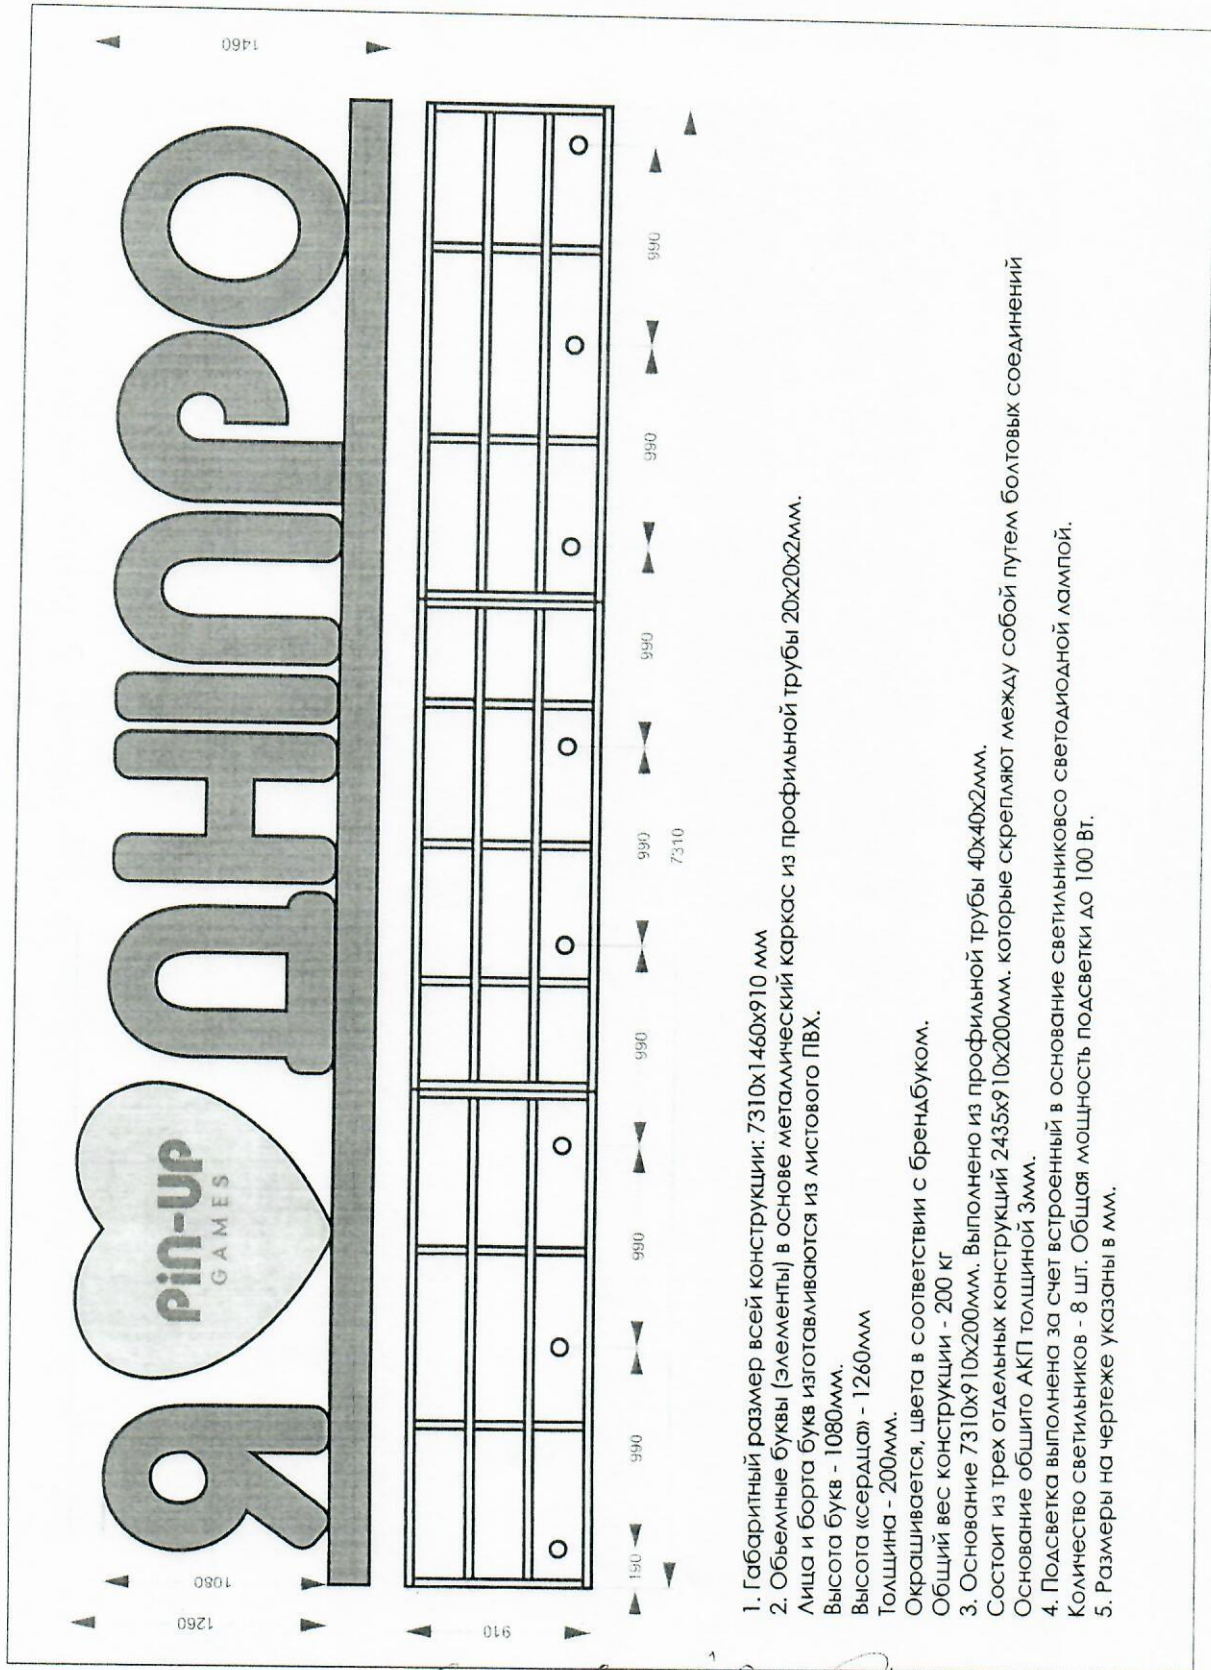 1460
Я PiN-UP ДНІПРО
GAMES
1080
1260
910
190 990 990 990 990 990 990 990
7310
1. Габаритный размер всей конструкции: 7310х1460х910 мм
2. Обьемные буквы (элементы) в основе металлический каркас из профильной трубы 20х20х2мм.
Лица и борта букв изготавливаются из листового ПВХ.
Высота букв - 1080мм.
Высота «сердца» - 1260мм
Толщина - 200мм.
Окрашивается, цвета в соответствии с брендбуком.
Общий вес конструкции - 200 кг
3. Основание 7310х910х200мм. Выполнено из профильной трубы 40х40х2мм.
Состоит из трех отдельных конструкций 2435х910х200мм. которые скрепляют между собой путем болтовых соединений
Основание обшито АКП толщиной 3мм.
4. Подсветка выполнена за счет встроенный в основание светильниковсо светодиодной лампой.
Количество светильников - 8 шт. Общая мощность подсветки до 100 Вт.
5. Размеры на чертеже указаны в мм.